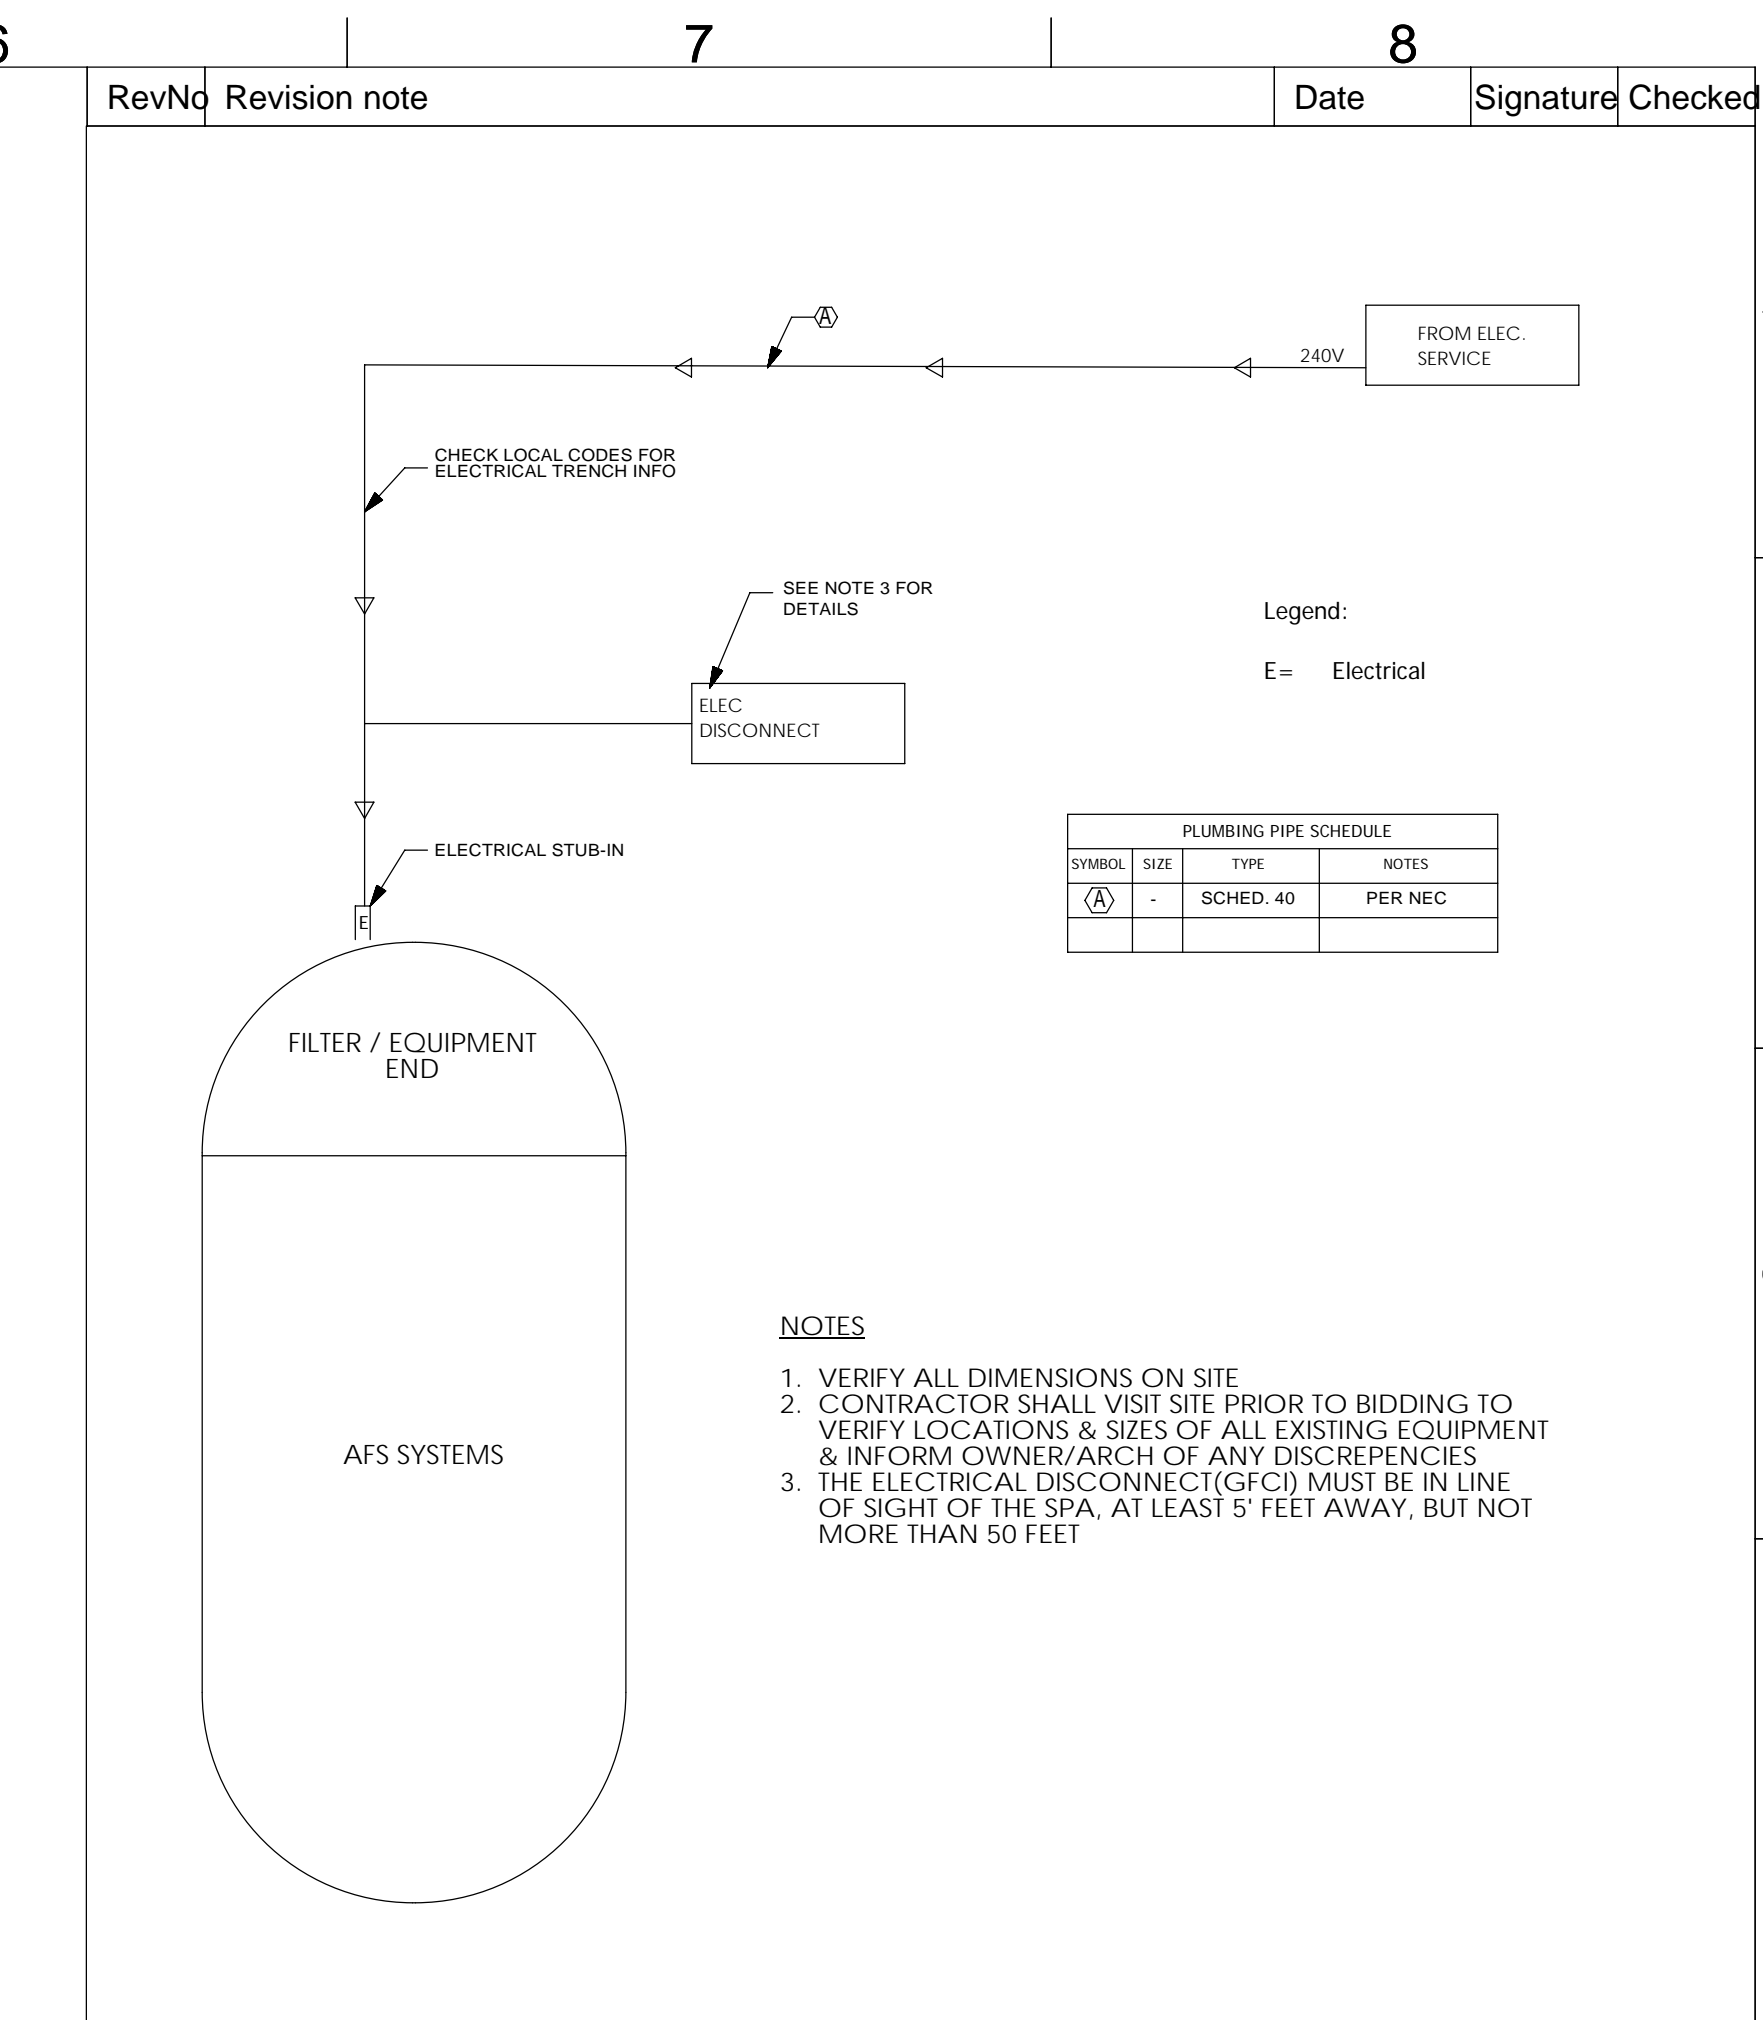 6 7 8
RevNo Revision note Date Signature Checked
A
240V
FROM ELEC.
SERVICE
CHECK LOCAL CODES FOR
ELECTRICAL TRENCH INFO
SEE NOTE 3 FOR
DETAILS
Legend:
E= Electrical
ELEC
DISCONNECT
PLUMBING PIPE SCHEDULE
SYMBOL SIZE TYPE NOTES
A - SCHED. 40 PER NEC
ELECTRICAL STUB-IN
E
FILTER / EQUIPMENT
END
AFS SYSTEMS
NOTES
1. VERIFY ALL DIMENSIONS ON SITE
2. CONTRACTOR SHALL VISIT SITE PRIOR TO BIDDING TO
VERIFY LOCATIONS & SIZES OF ALL EXISTING EQUIPMENT
& INFORM OWNER/ARCH OF ANY DISCREPENCIES
3. THE ELECTRICAL DISCONNECT(GFCI) MUST BE IN LINE
OF SIGHT OF THE SPA, AT LEAST 5' FEET AWAY, BUT NOT
MORE THAN 50 FEET